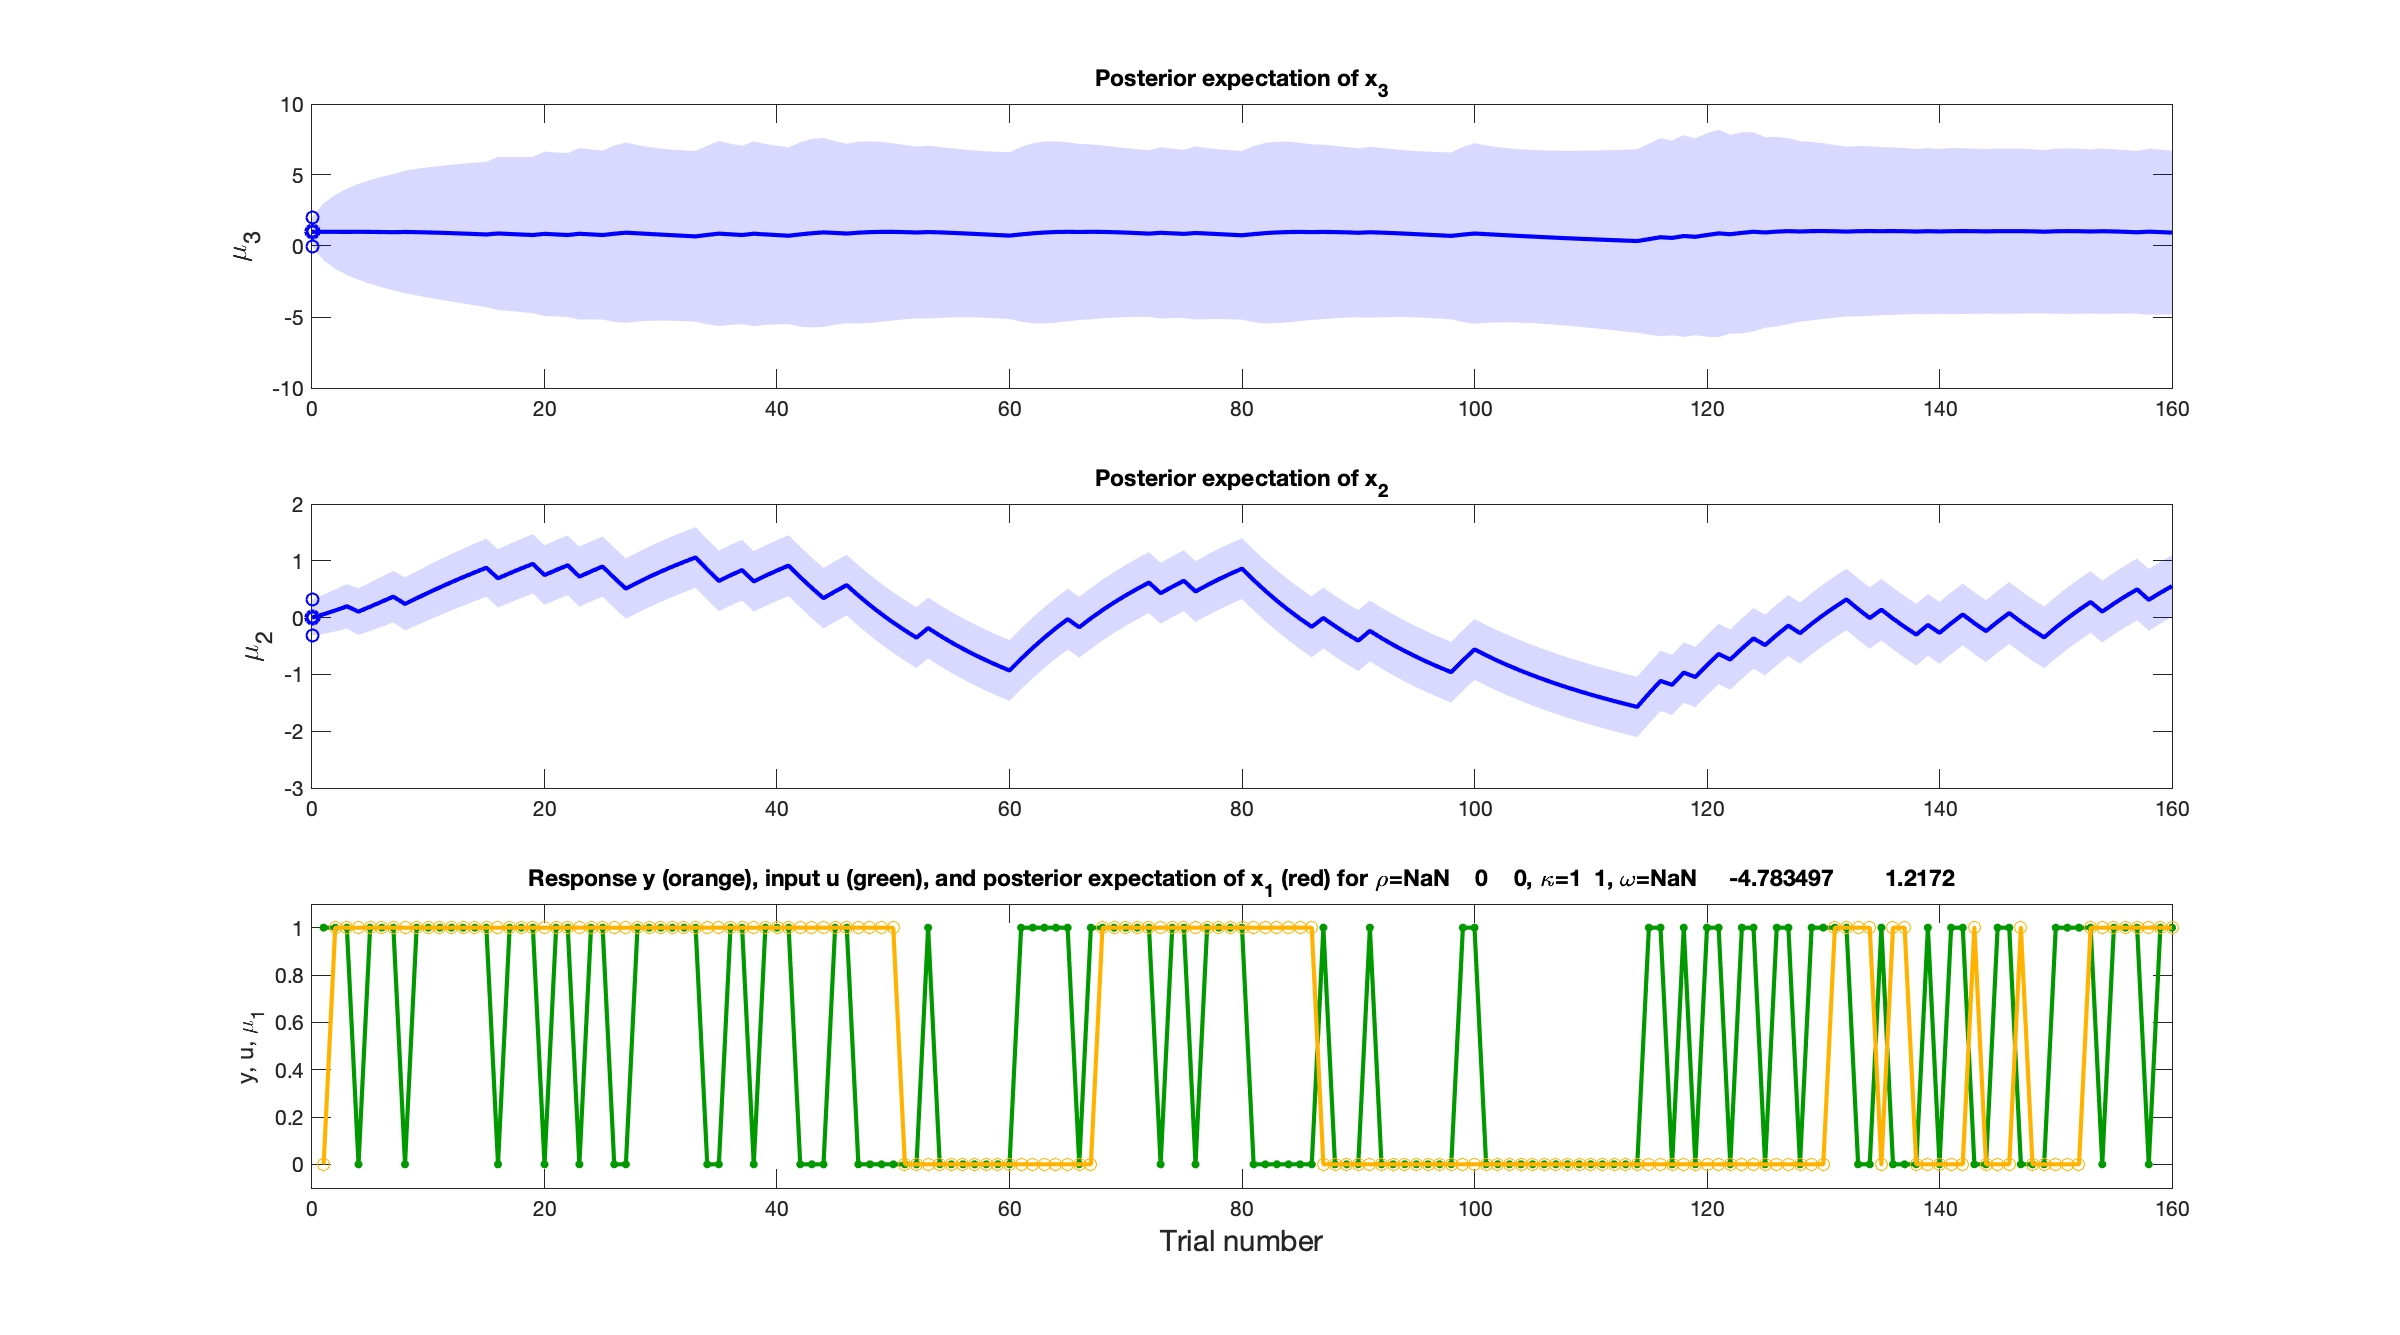 Posterior expectation of x3
10
5
0
-5
-10
μ3
0 20 40 60 80 100 120 140 160
Posterior expectation of x2
2
1
0
-1
-2
-3
μ2
0 20 40 60 80 100 120 140 160
Response y (orange), input u (green), and posterior expectation of x1 (red) for ρ=NaN 0 0, κ=1 1, ω=NaN -4.783497 1.2172
1
0.8
0.6
0.4
0.2
0
y, u, μ1
0 20 40 60 80 100 120 140 160
Trial number